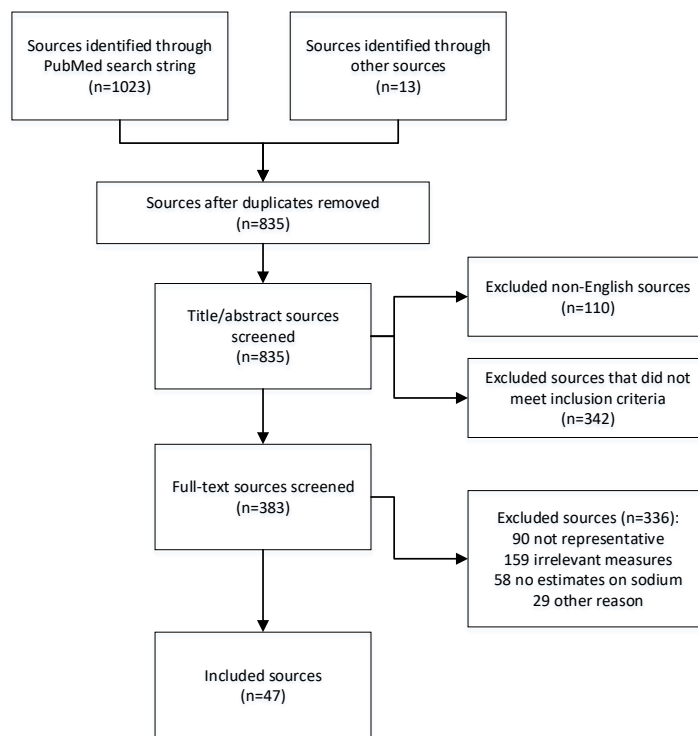 Sources identified through
PubMed search string
(n=1023)
Sources identified through
other sources
(n=13)
Sources after duplicates removed
(n=835)
Title/abstract sources
screened
(n=835)
Excluded non-English sources
(n=110)
Excluded sources that did not
meet inclusion criteria
(n=342)
Full-text sources screened
(n=383)
Excluded sources (n=336):
90 not representative
159 irrelevant measures
58 no estimates on sodium
29 other reason
Included sources
(n=47)